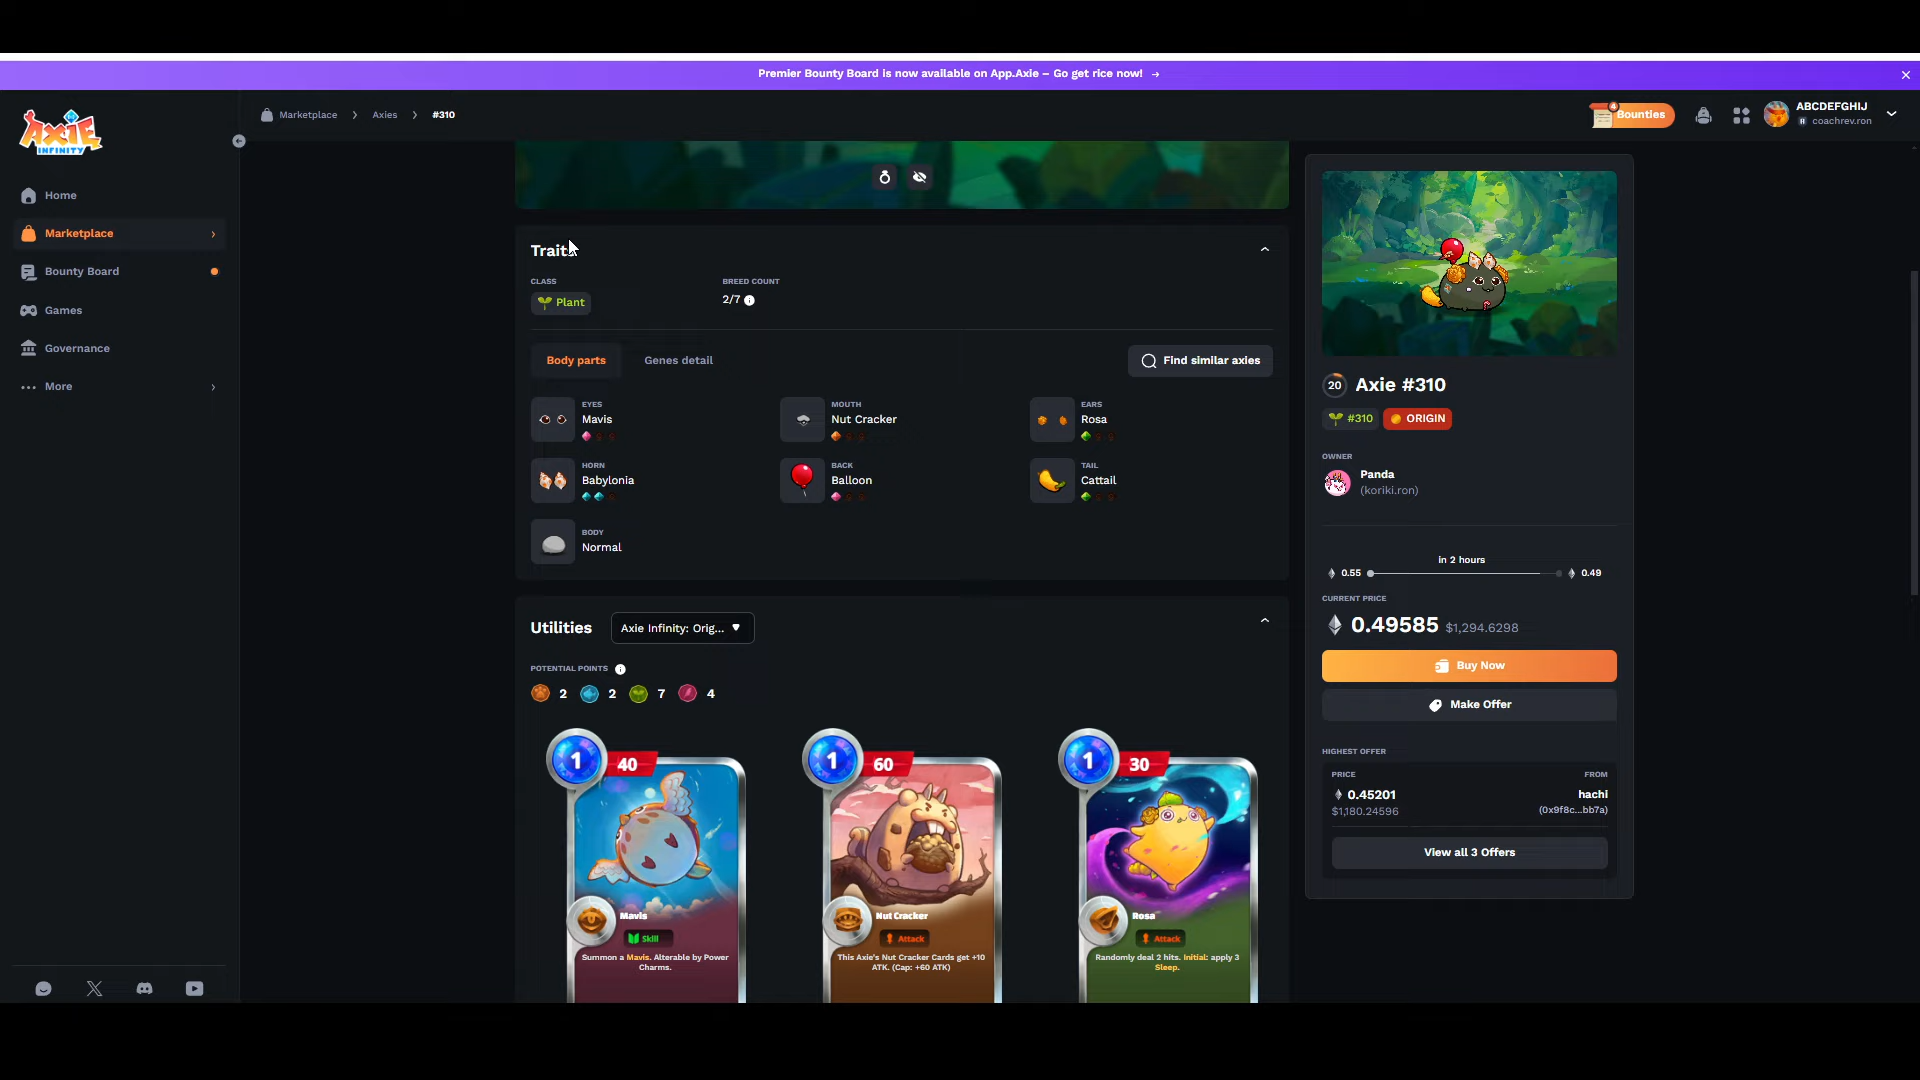 Premier Bounty Board is now available on App.Axie – Go get rice now! →
AXIE
INFINITY
Marketplace > Axies > #310
4
Bounties
ABCDEFGHIJ
coachrev.ron
Home
Marketplace
Bounty Board
Games
Governance
More
Traits
CLASS
Plant
BREED COUNT
2/7
Body parts
Genes detail
Find similar axies
EYES
Mavis
MOUTH
Nut Cracker
EARS
Rosa
HORN
Babylonia
BACK
Balloon
TAIL
Cattail
BODY
Normal
Utilities
Axie Infinity: Orig...
POTENTIAL POINTS
2 2 7 4
1 40
Mavis
Skill
Summon a Mavis. Alterable by Power
Charms.
1 60
Nut Cracker
Attack
This Axie's Nut Cracker Cards get +10
ATK. (Cap: +60 ATK)
1 30
Rosa
Attack
Randomly deal 2 hits. Initial: apply 3
Sleep.
20 Axie #310
#310 ORIGIN
OWNER
Panda
(koriki.ron)
in 2 hours
0.55 0.49
CURRENT PRICE
0.49585 $1,294.6298
Buy Now
Make Offer
HIGHEST OFFER
PRICE FROM
0.45201 hachi
$1,180.24596 (0x9f8c...bb7a)
View all 3 Offers